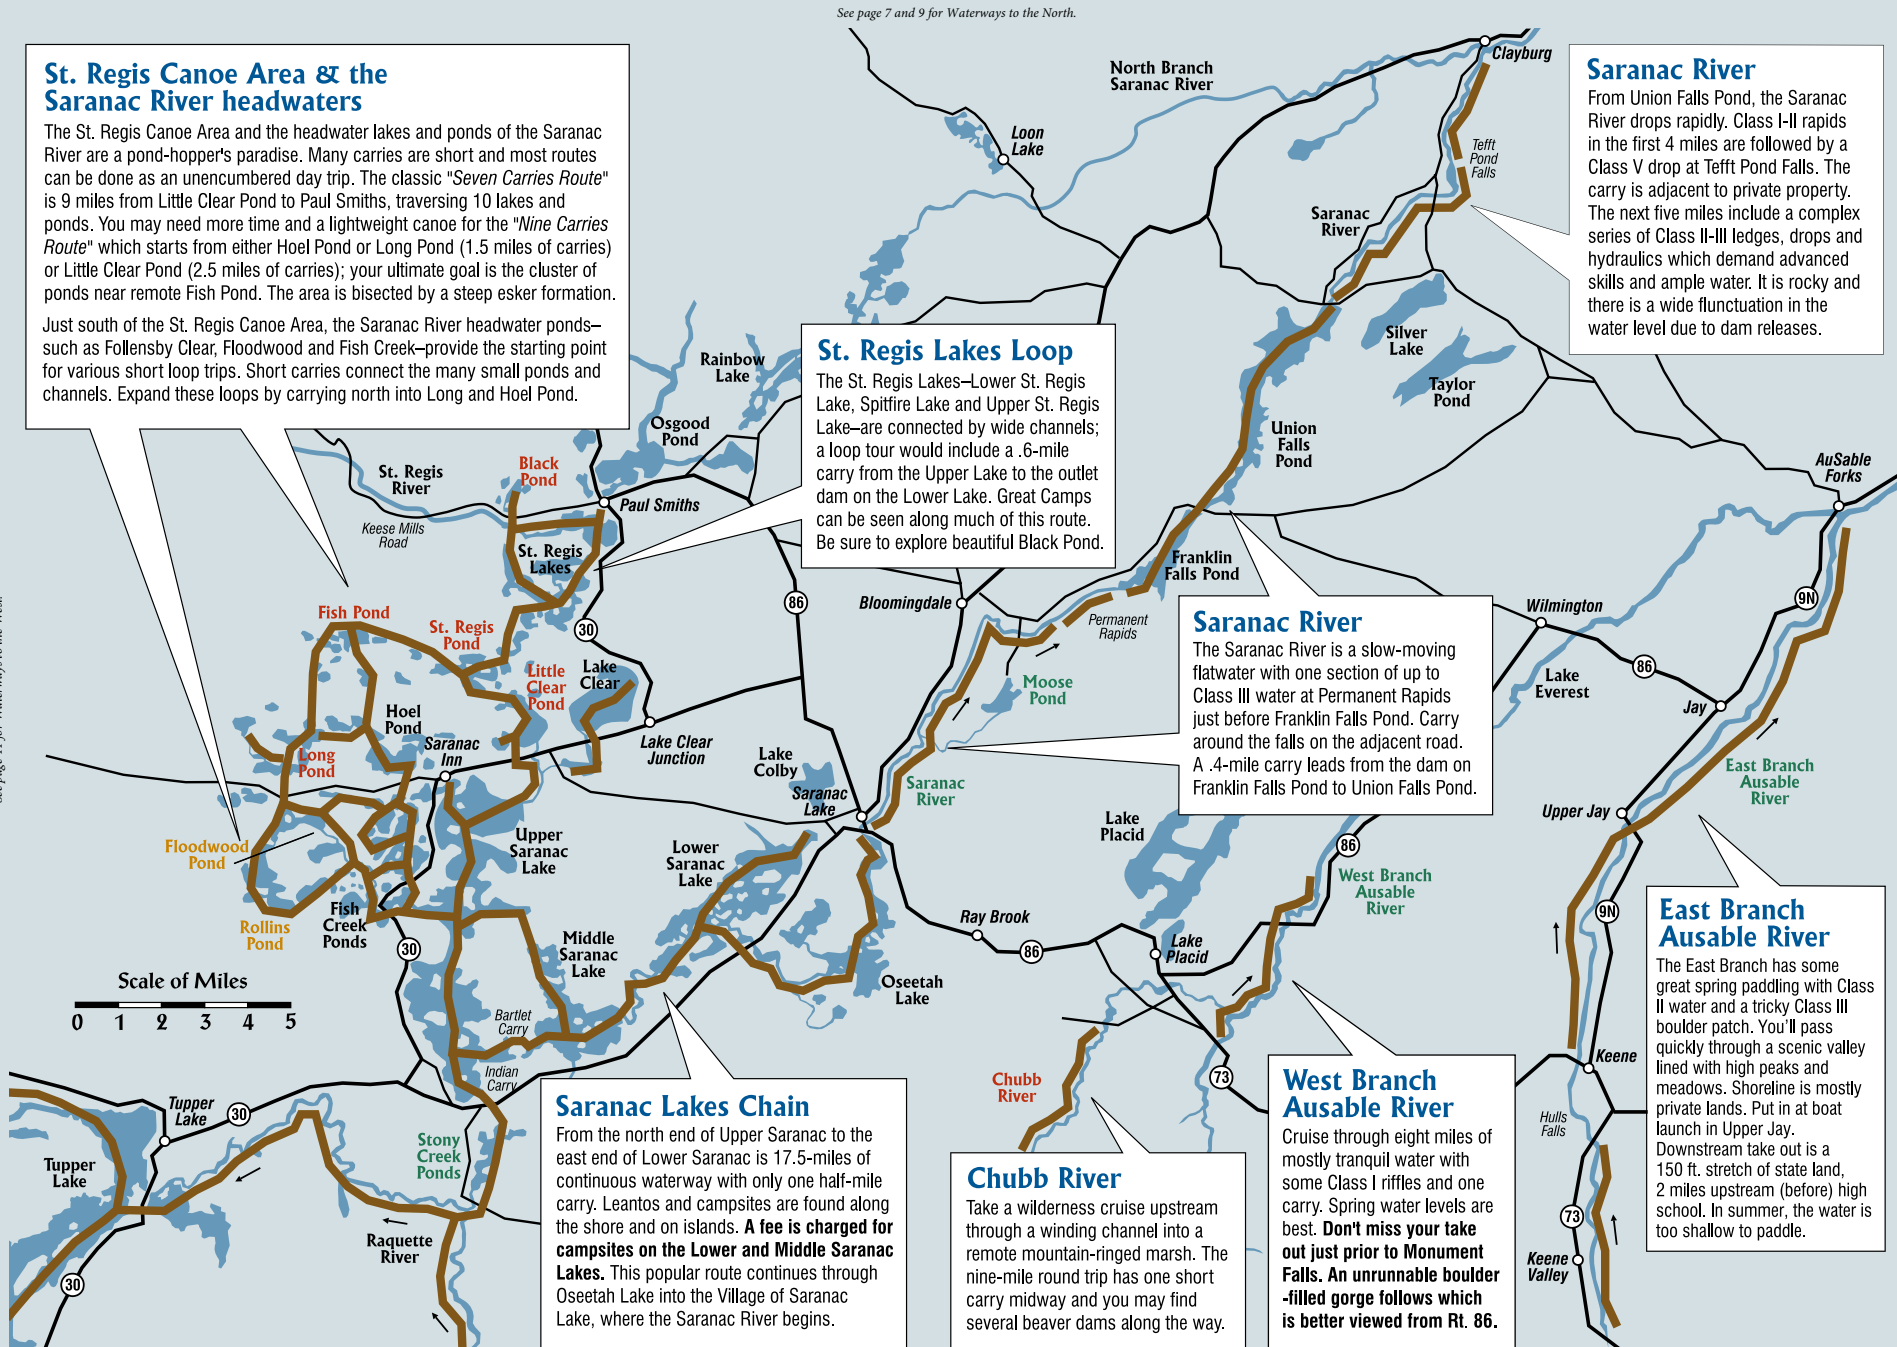 See page 7 and 9 for Waterways to the North.
St. Regis Canoe Area & the
Saranac River headwaters
The St. Regis Canoe Area and the headwater lakes and ponds of the Saranac
River are a pond-hopper's paradise. Many carries are short and most routes
can be done as an unencumbered day trip. The classic "Seven Carries Route"
is 9 miles from Little Clear Pond to Paul Smiths, traversing 10 lakes and
ponds. You may need more time and a lightweight canoe for the "Nine Carries
Route" which starts from either Hoel Pond or Long Pond (1.5 miles of carries)
or Little Clear Pond (2.5 miles of carries); your ultimate goal is the cluster of
ponds near remote Fish Pond. The area is bisected by a steep esker formation.
Just south of the St. Regis Canoe Area, the Saranac River headwater ponds–
such as Follensby Clear, Floodwood and Fish Creek–provide the starting point
for various short loop trips. Short carries connect the many small ponds and
channels. Expand these loops by carrying north into Long and Hoel Pond.
North Branch
Saranac River
Clayburg
Loon
Lake
Tefft
Pond
Falls
Saranac
River
Saranac River
From Union Falls Pond, the Saranac
River drops rapidly. Class I-II rapids
in the first 4 miles are followed by a
Class V drop at Tefft Pond Falls. The
carry is adjacent to private property.
The next five miles include a complex
series of Class II-III ledges, drops and
hydraulics which demand advanced
skills and ample water. It is rocky and
there is a wide flunctuation in the
water level due to dam releases.
Silver
Lake
Taylor
Pond
Rainbow
Lake
Osgood
Pond
St. Regis Lakes Loop
The St. Regis Lakes–Lower St. Regis
Lake, Spitfire Lake and Upper St. Regis
Lake–are connected by wide channels;
a loop tour would include a .6-mile
carry from the Upper Lake to the outlet
dam on the Lower Lake. Great Camps
can be seen along much of this route.
Be sure to explore beautiful Black Pond.
Union
Falls
Pond
AuSable
Forks
St. Regis
River
Black
Pond
Paul Smiths
Keese Mills
Road
St. Regis
Lakes
Franklin
Falls Pond
86
Bloomingdale
Permanent
Rapids
30
Fish Pond
St. Regis
Pond
Little
Clear
Pond
Lake
Clear
Moose
Pond
Saranac River
The Saranac River is a slow-moving
flatwater with one section of up to
Class III water at Permanent Rapids
just before Franklin Falls Pond. Carry
around the falls on the adjacent road.
A .4-mile carry leads from the dam on
Franklin Falls Pond to Union Falls Pond.
Wilmington
9N
86
Lake
Everest
Jay
East Branch
Ausable
River
Upper Jay
Hoel
Pond
Saranac
Inn
Long
Pond
Lake Clear
Junction
Lake
Colby
Saranac
Lake
Saranac
River
Lake
Placid
86
West Branch
Ausable
River
Floodwood
Pond
Upper
Saranac
Lake
Lower
Saranac
Lake
Rollins
Pond
Fish
Creek
Ponds
30
Middle
Saranac
Lake
Ray Brook
86
Lake
Placid
Oseetah
Lake
9N
East Branch
Ausable River
The East Branch has some
great spring paddling with Class
II water and a tricky Class III
boulder patch. You'll pass
quickly through a scenic valley
lined with high peaks and
meadows. Shoreline is mostly
private lands. Put in at boat
launch in Upper Jay.
Downstream take out is a
150 ft. stretch of state land,
2 miles upstream (before) high
school. In summer, the water is
too shallow to paddle.
Scale of Miles
0 1 2 3 4 5
Bartlet
Carry
Indian
Carry
Keene
73
Hulls
Falls
Chubb
River
Tupper
Lake
30
Stony
Creek
Ponds
Tupper
Lake
Raquette
River
30
73
Keene
Valley
Saranac Lakes Chain
From the north end of Upper Saranac to the
east end of Lower Saranac is 17.5-miles of
continuous waterway with only one half-mile
carry. Leantos and campsites are found along
the shore and on islands. A fee is charged for
campsites on the Lower and Middle Saranac
Lakes. This popular route continues through
Oseetah Lake into the Village of Saranac
Lake, where the Saranac River begins.
Chubb River
Take a wilderness cruise upstream
through a winding channel into a
remote mountain-ringed marsh. The
nine-mile round trip has one short
carry midway and you may find
several beaver dams along the way.
West Branch
Ausable River
Cruise through eight miles of
mostly tranquil water with
some Class I riffles and one
carry. Spring water levels are
best. Don't miss your take
out just prior to Monument
Falls. An unrunnable boulder
-filled gorge follows which
is better viewed from Rt. 86.